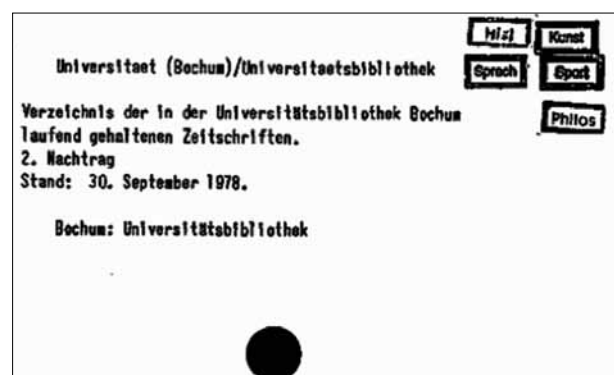 Hist
Kunst
Universitaet (Bochum)/Universitaetsbibliothek
Sprach
Sport
Verzeichnis der in der Universitätsbibliothek Bochum
Philos
laufend gehaltenen Zeitschriften.
2. Nachtrag
Stand: 30. September 1978.
Bochum: Universitätsbibliothek